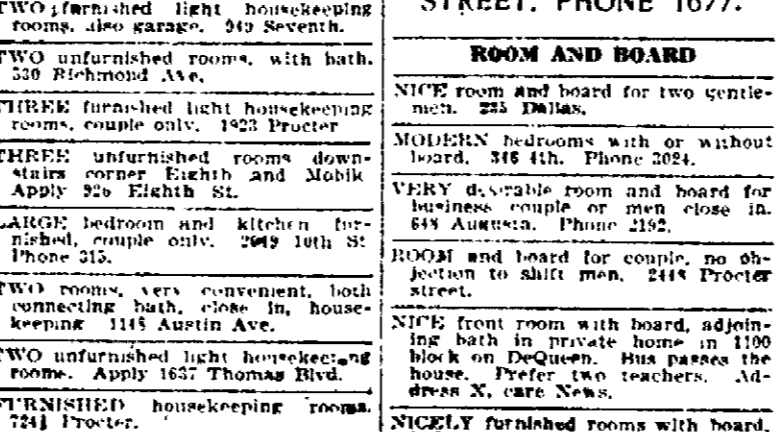 TWO furnished light housekeeping
rooms, also garage. 949 Seventh.
TWO unfurnished rooms, with bath.
330 Richmond Ave.
THREE furnished light housekeeping
rooms, couple only. 1923 Procter
THREE unfurnished rooms down-
stairs corner Eighth and Mobile
Apply 926 Eighth St.
LARGE bedroom and kitchen fur-
nished, couple only. 2049 10th St
Phone 315.
TWO rooms, very convenient, both
connecting bath, close in, house-
keeping 1145 Austin Ave.
TWO unfurnished light housekeeping
rooms. Apply 1637 Thomas Blvd.
FURNISHED housekeeping rooms.
724½ Procter.
STREET. PHONE 1677.
ROOM AND BOARD
NICE room and board for two gentle-
men. 235 Dallas.
MODERN bedrooms with or without
board. 346 4th. Phone 3024.
VERY desirable room and board for
business couple or men close in.
648 Augusta. Phone 2192.
ROOM and board for couple, no ob-
jection to shift men. 2448 Procter
street.
NICE front room with board, adjoin-
ing bath in private home in 1100
block on DeQueen. Bus passes the
house. Prefer two teachers. Ad-
dress X, care News.
NICELY furnished rooms with board,